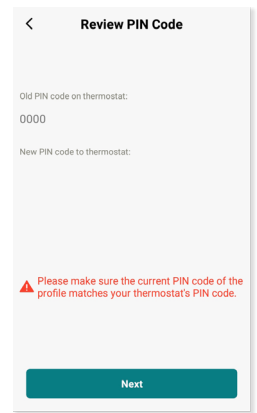 Review PIN Code
Old PIN code on thermostat:
0000
New PIN code to thermostat:
Please make sure the current PIN code of the
profile matches your thermostat's PIN code.
Next